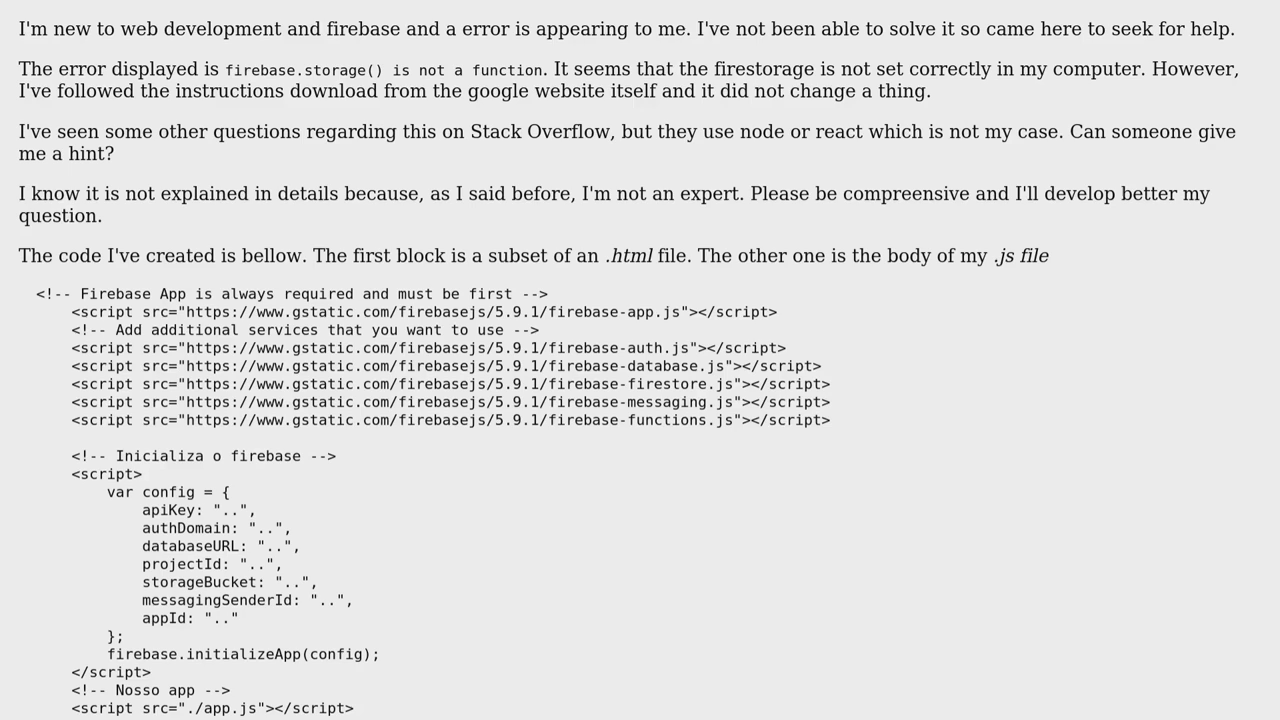 I'm new to web development and firebase and a error is appearing to me. I've not been able to solve it so came here to seek for help.
The error displayed is firebase.storage() is not a function. It seems that the firestorage is not set correctly in my computer. However,
I've followed the instructions download from the google website itself and it did not change a thing.
I've seen some other questions regarding this on Stack Overflow, but they use node or react which is not my case. Can someone give
me a hint?
I know it is not explained in details because, as I said before, I'm not an expert. Please be compreensive and I'll develop better my
question.
The code I've created is bellow. The first block is a subset of an .html file. The other one is the body of my .js file
<!-- Firebase App is always required and must be first -->
    <script src="https://www.gstatic.com/firebasejs/5.9.1/firebase-app.js"></script>
    <!-- Add additional services that you want to use -->
    <script src="https://www.gstatic.com/firebasejs/5.9.1/firebase-auth.js"></script>
    <script src="https://www.gstatic.com/firebasejs/5.9.1/firebase-database.js"></script>
    <script src="https://www.gstatic.com/firebasejs/5.9.1/firebase-firestore.js"></script>
    <script src="https://www.gstatic.com/firebasejs/5.9.1/firebase-messaging.js"></script>
    <script src="https://www.gstatic.com/firebasejs/5.9.1/firebase-functions.js"></script>
    <!-- Inicializa o firebase -->
    <script>
        var config = {
            apiKey: "..",
            authDomain: "..",
            databaseURL: "..",
            projectId: "..",
            storageBucket: "..",
            messagingSenderId: "..",
            appId: ".."
        };
        firebase.initializeApp(config);
    </script>
    <!-- Nosso app -->
    <script src="./app.js"></script>